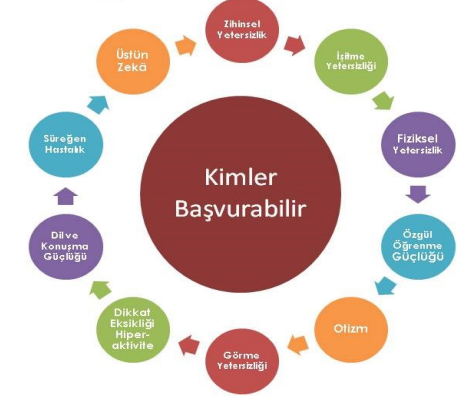 Kimler
Başvurabilir
Zihinsel
Yetersizlik
İşitme
Yetersizliği
Fiziksel
Yetersizlik
Özgül
Öğrenme
Güçlüğü
Otizm
Görme
Yetersizliği
Dikkat
Eksikliği
Hiper-
aktivite
Dil ve
Konuşma
Güçlüğü
Süreğen
Hastalık
Üstün
Zekâ